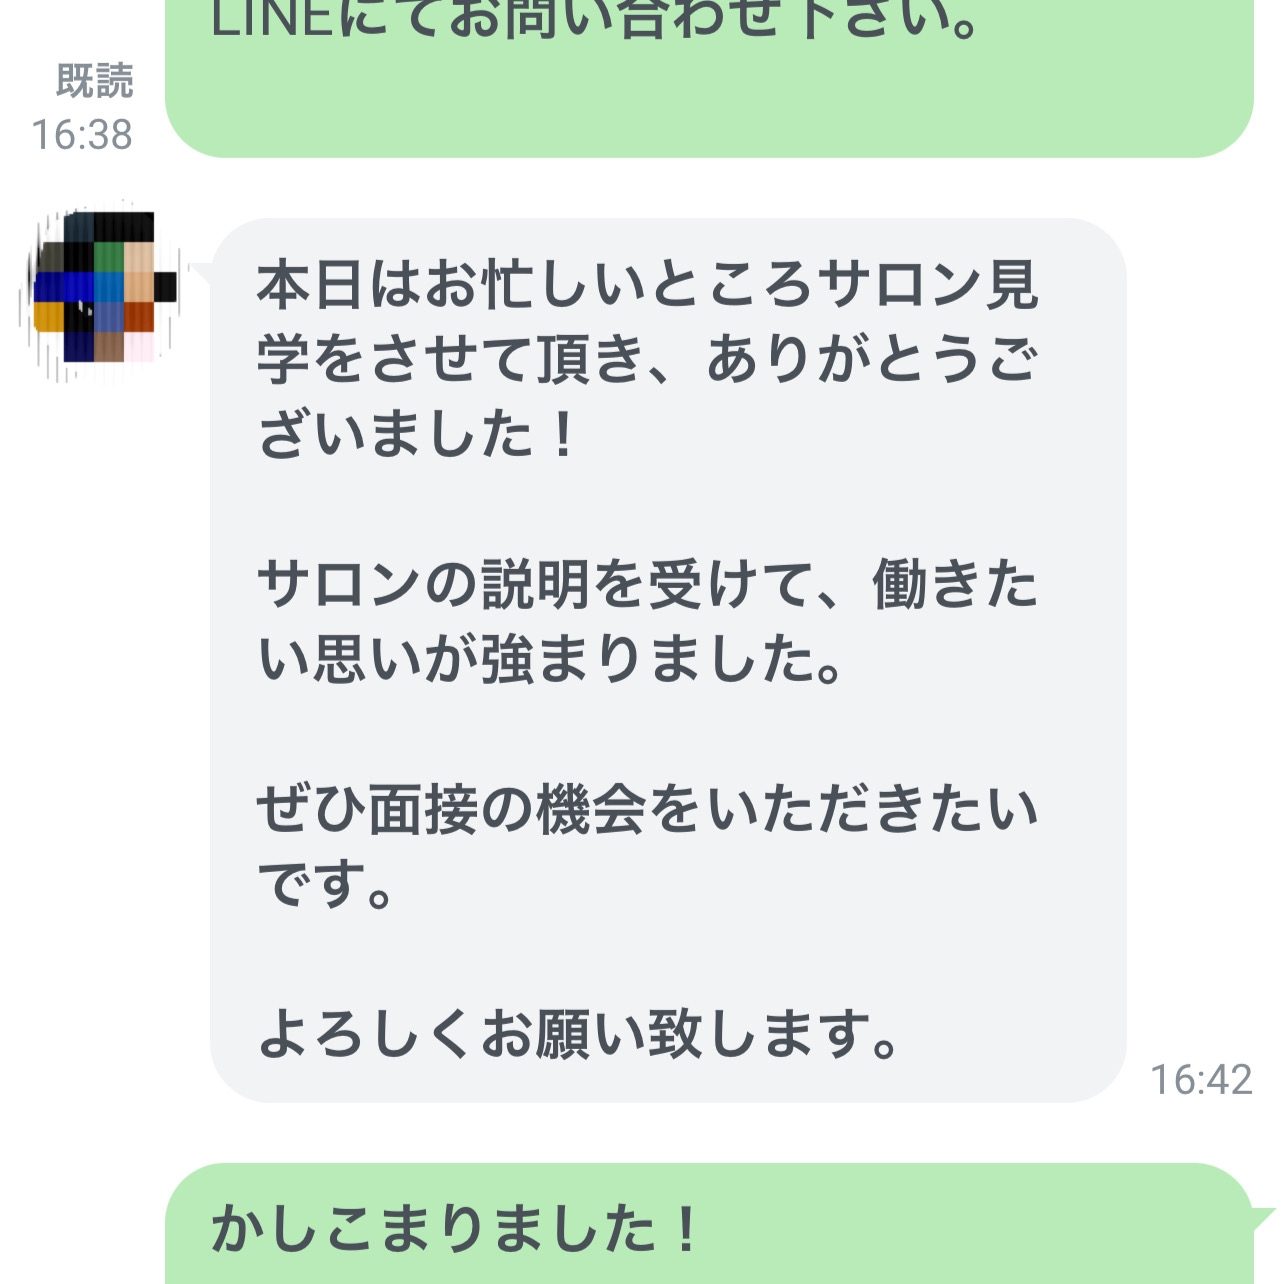 LINEにてお問い合わせ下さい。
既読
16:38
本日はお忙しいところサロン見
学をさせて頂き、ありがとうご
ざいました！
サロンの説明を受けて、働きた
い思いが強まりました。
ぜひ面接の機会をいただきたい
です。
よろしくお願い致します。
16:42
かしこまりました！